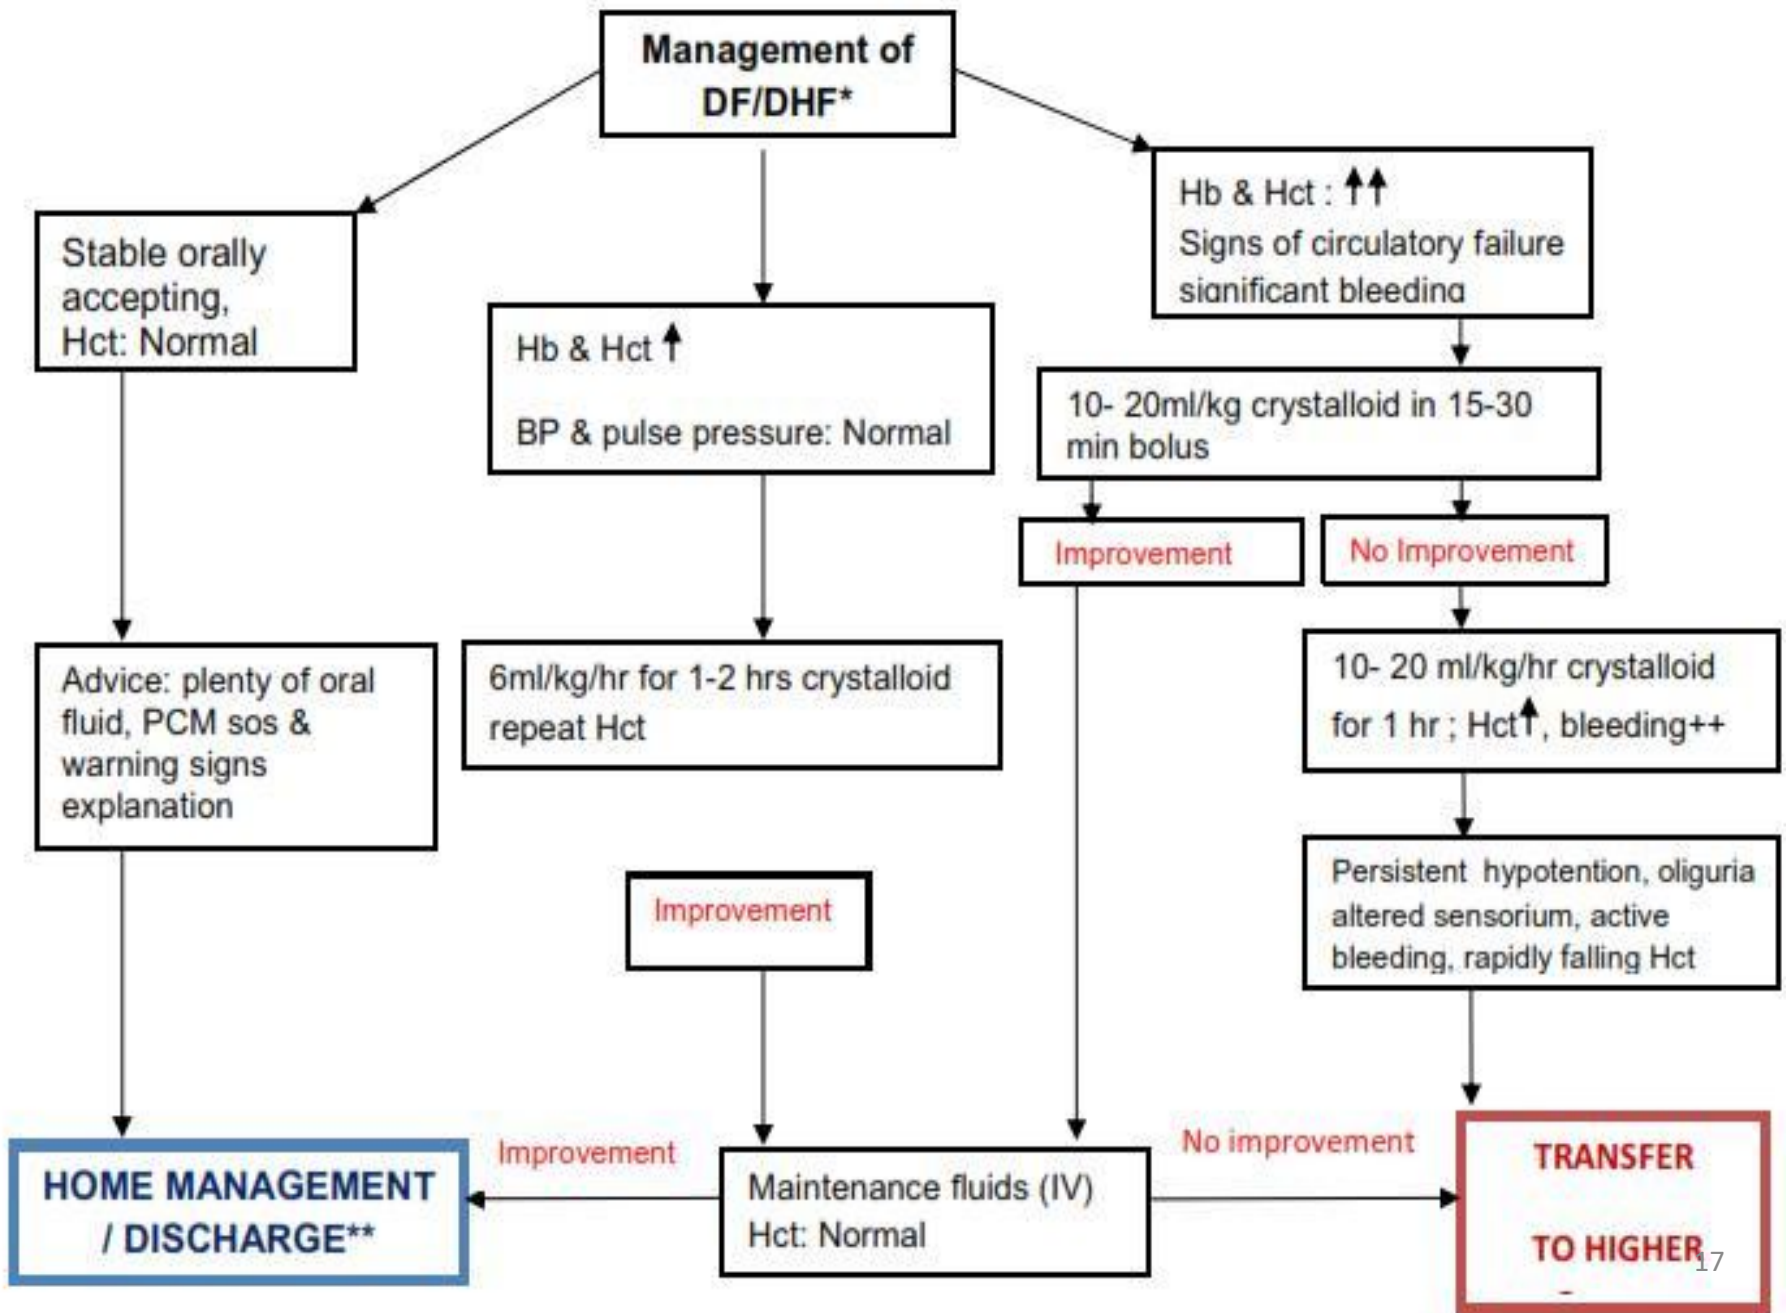 Management of
DF/DHF*
Stable orally
accepting,
Hct: Normal
Hb & Hct ↑
BP & pulse pressure: Normal
Hb & Hct : ↑↑
Signs of circulatory failure
significant bleeding
10- 20ml/kg crystalloid in 15-30
min bolus
Improvement
No Improvement
Advice: plenty of oral
fluid, PCM sos &
warning signs
explanation
6ml/kg/hr for 1-2 hrs crystalloid
repeat Hct
10- 20 ml/kg/hr crystalloid
for 1 hr ; Hct↑, bleeding++
Improvement
Persistent hypotention, oliguria
altered sensorium, active
bleeding, rapidly falling Hct
HOME MANAGEMENT
/ DISCHARGE**
Improvement
Maintenance fluids (IV)
Hct: Normal
No improvement
TRANSFER
TO HIGHER
17